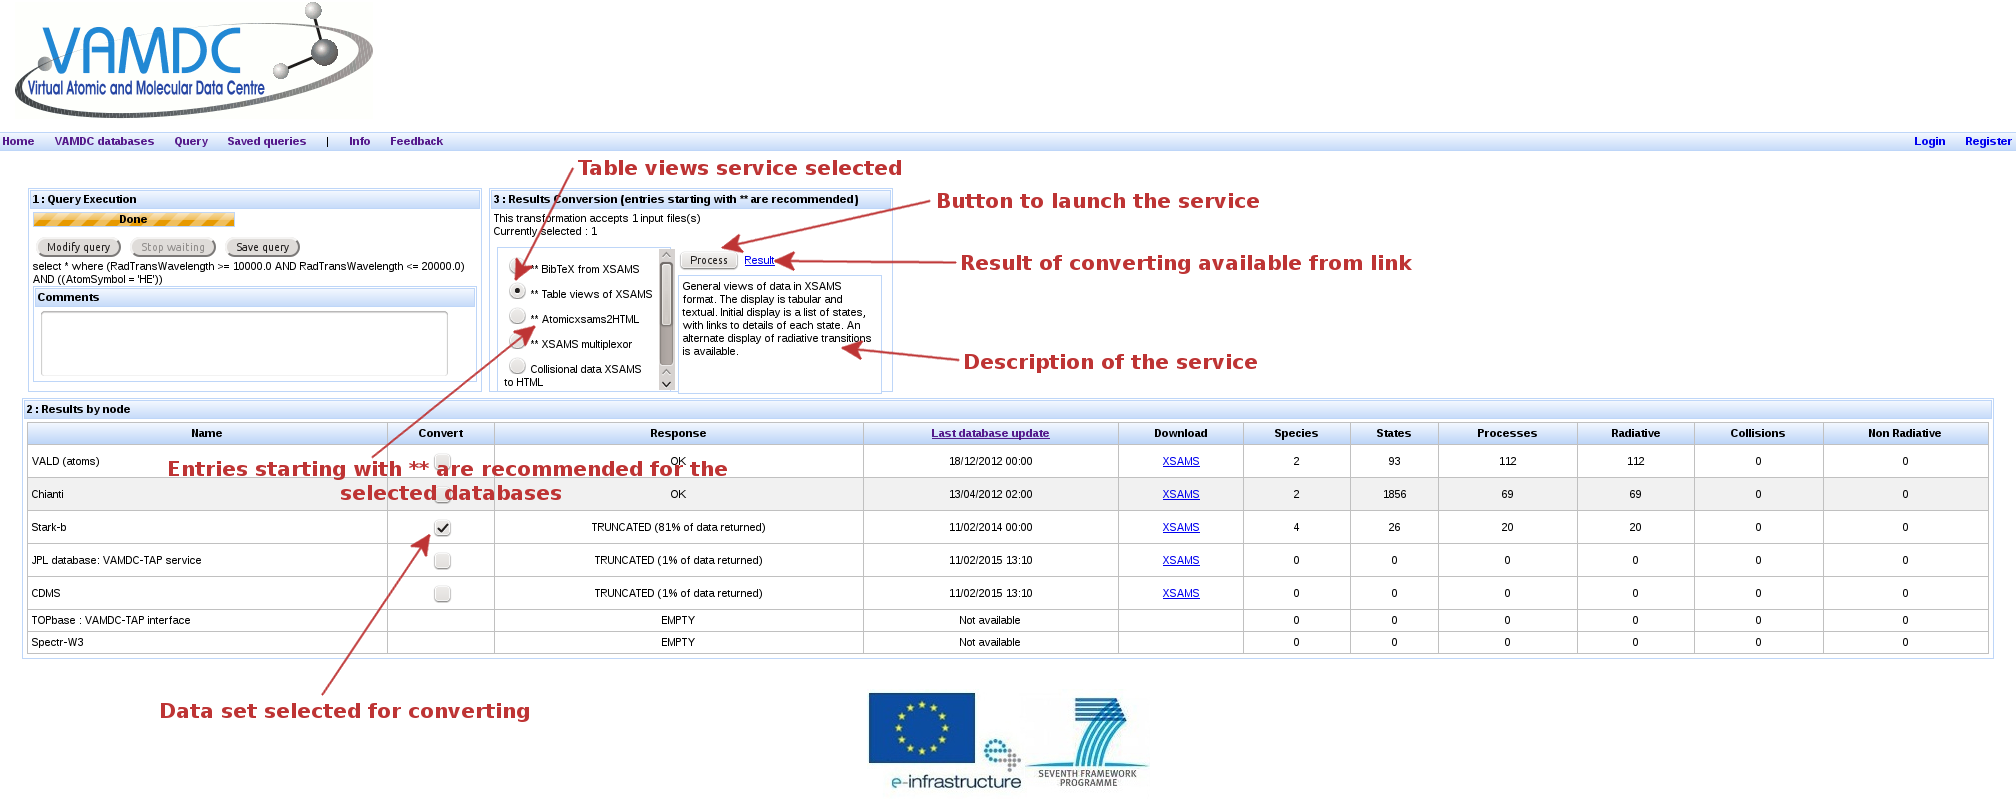 VAMDC
Virtual Atomic and Molecular Data Centre
Home VAMDC databases Query Saved queries | Info Feedback Login Register
Table views service selected
1 : Query Execution
Done
Modify query Stop waiting Save query
select * where (RadTransWavelength >= 10000.0 AND RadTransWavelength <= 20000.0)
AND ((AtomSymbol = 'HE'))
Comments
3 : Results Conversion (entries starting with ** are recommended)
This transformation accepts 1 input files(s)
Currently selected : 1
** BibTeX from XSAMS
** Table views of XSAMS
** Atomicxsams2HTML
** XSAMS multiplexor
Collisional data XSAMS
to HTML
Process Result
General views of data in XSAMS
format. The display is tabular and
textual. Initial display is a list of states,
with links to details of each state. An
alternate display of radiative transitions
is available.
Button to launch the service
Result of converting available from link
Description of the service
2 : Results by node
Name Convert Response Last database update Download Species States Processes Radiative Collisions Non Radiative
VALD (atoms) OK 18/12/2012 00:00 XSAMS 2 93 112 112 0 0
Chianti OK 13/04/2012 02:00 XSAMS 2 1856 69 69 0 0
Stark-b TRUNCATED (81% of data returned) 11/02/2014 00:00 XSAMS 4 26 20 20 0 0
JPL database: VAMDC-TAP service TRUNCATED (1% of data returned) 11/02/2015 13:10 XSAMS 0 0 0 0 0 0
CDMS TRUNCATED (1% of data returned) 11/02/2015 13:10 XSAMS 0 0 0 0 0 0
TOPbase : VAMDC-TAP interface EMPTY Not available 0 0 0 0 0 0
Spectr-W3 EMPTY Not available 0 0 0 0 0 0
Entries starting with ** are recommended for the
selected databases
Data set selected for converting
e-infrastructure
SEVENTH FRAMEWORK
PROGRAMME